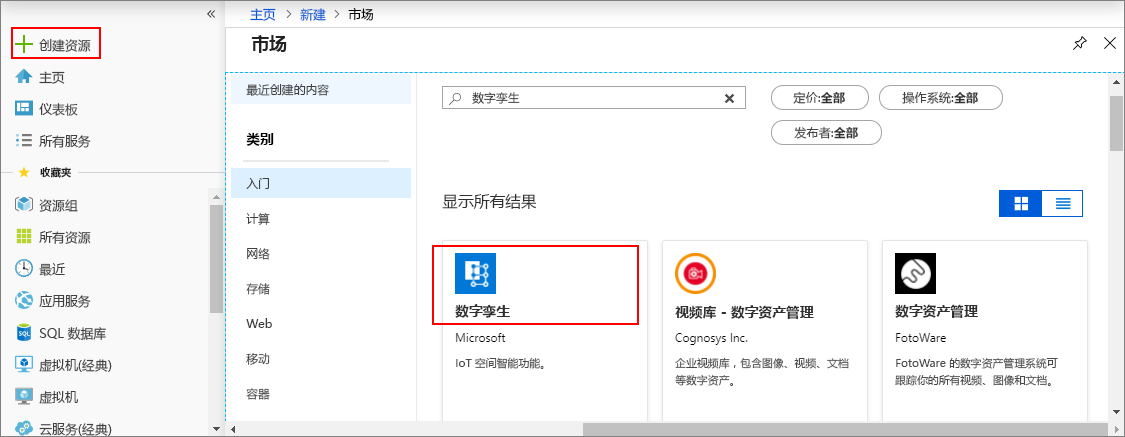 «
创建资源
主页
仪表板
所有服务
收藏夹
资源组
所有资源
最近
应用服务
SQL 数据库
虚拟机(经典)
虚拟机
云服务(经典)
主页 > 新建 > 市场
市场
最近创建的内容
类别
入门
计算
网络
存储
Web
移动
容器
数字孪生
定价:全部
操作系统:全部
发布者:全部
显示所有结果
数字孪生
Microsoft
IoT 空间智能功能。
视频库 - 数字资产管理
Cognosys Inc.
企业视频库，包含图像、视频、文档
等数字资产。
数字资产管理
FotoWare
FotoWare 的数字资产管理系统可
跟踪你的所有视频、图像和文档。